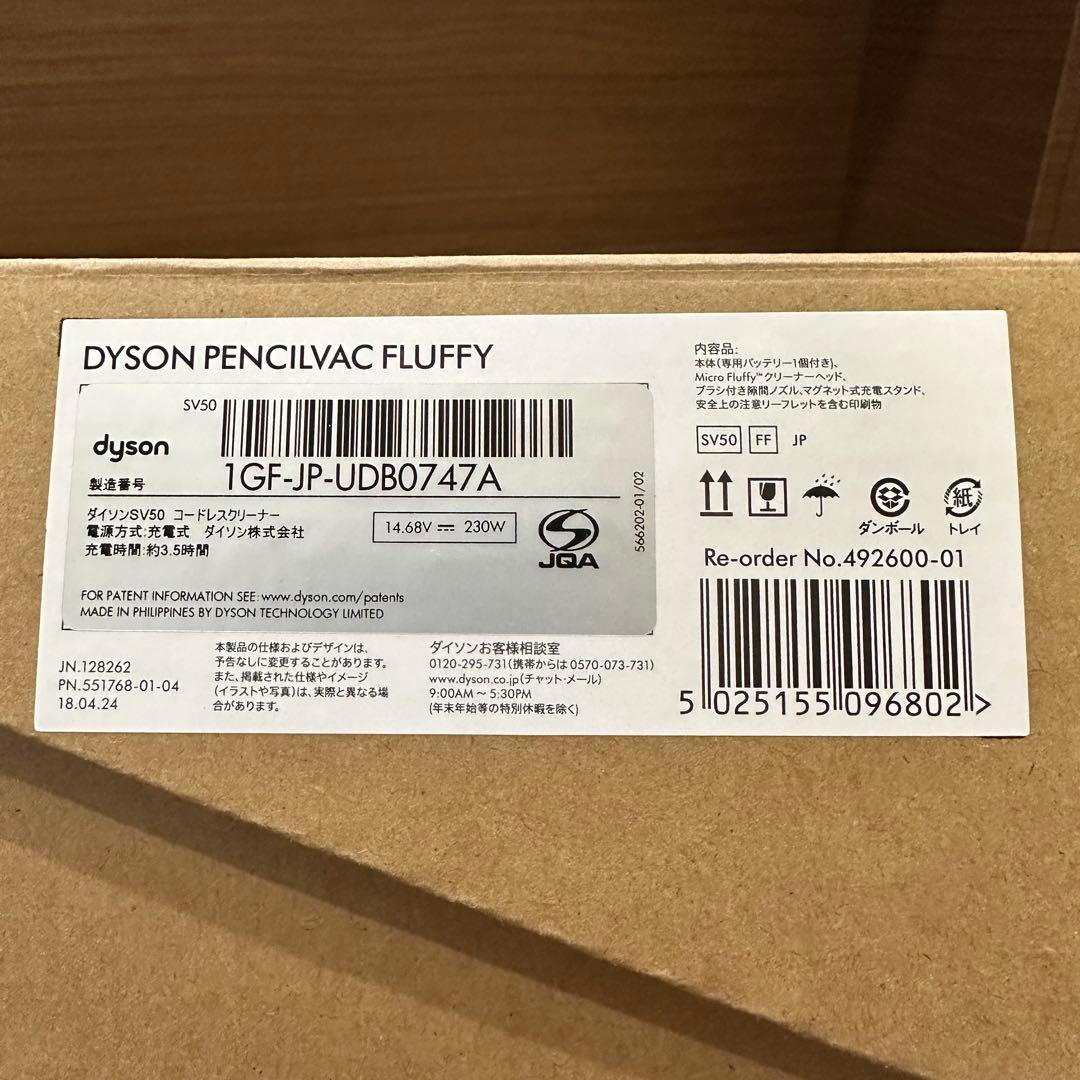 DYSON PENCILVAC FLUFFY
SV50
dyson
製造番号
1GF-JP-UDB0747A
ダイソンSV50 コードレスクリーナー
電源方式:充電式 ダイソン株式会社
充電時間:約3.5時間
14.68V ⎓ 230W
JQA
566202-01/02
FOR PATENT INFORMATION SEE: www.dyson.com/patents
MADE IN PHILIPPINES BY DYSON TECHNOLOGY LIMITED
JN.128262
PN.551768-01-04
18.04.24
本製品の仕様およびデザインは、
予告なしに変更することがあります。
また、掲載された仕様やイメージ
(イラストや写真)は、実際と異なる場
合があります。
ダイソンお客様相談室
0120-295-731(携帯からは 0570-073-731)
www.dyson.co.jp(チャット・メール)
9:00AM～5:30PM
(年末年始等の特別休暇を除く)
内容品:
本体(専用バッテリー1個付き)、
Micro Fluffy™クリーナーヘッド、
ブラシ付き隙間ノズル、マグネット式充電スタンド、
安全上の注意リーフレットを含む印刷物
SV50 FF JP
紙
ダンボール トレイ
Re-order No.492600-01
5 025155 096802 >